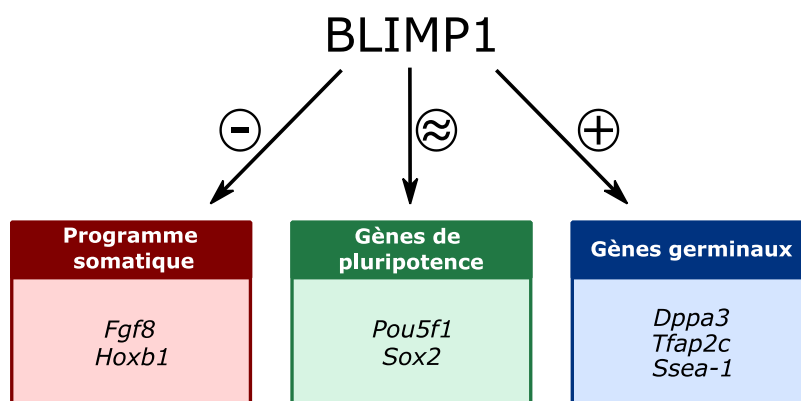 BLIMP1
-
≈
+
Programme
somatique
Fgf8
Hoxb1
Gènes de
pluripotence
Pou5f1
Sox2
Gènes germinaux
Dppa3
Tfap2c
Ssea-1